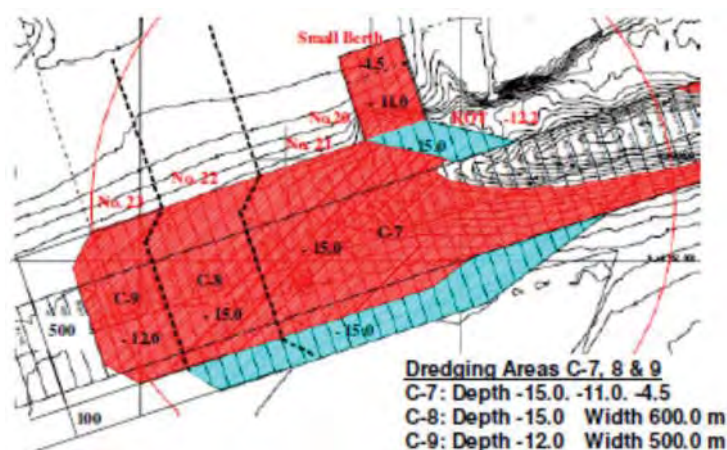 Small Berth
-4.5
- 11.0
No.20
HOT -12.2
No. 21
- 15.0
No. 22
No. 23
C-7
- 15.0
C-8
C-9
- 15.0
500
- 12.0
- 15.0
100
Dredging Areas C-7, 8 & 9
C-7: Depth -15.0. -11.0. -4.5
C-8: Depth -15.0 Width 600.0 m
C-9: Depth -12.0 Width 500.0 m